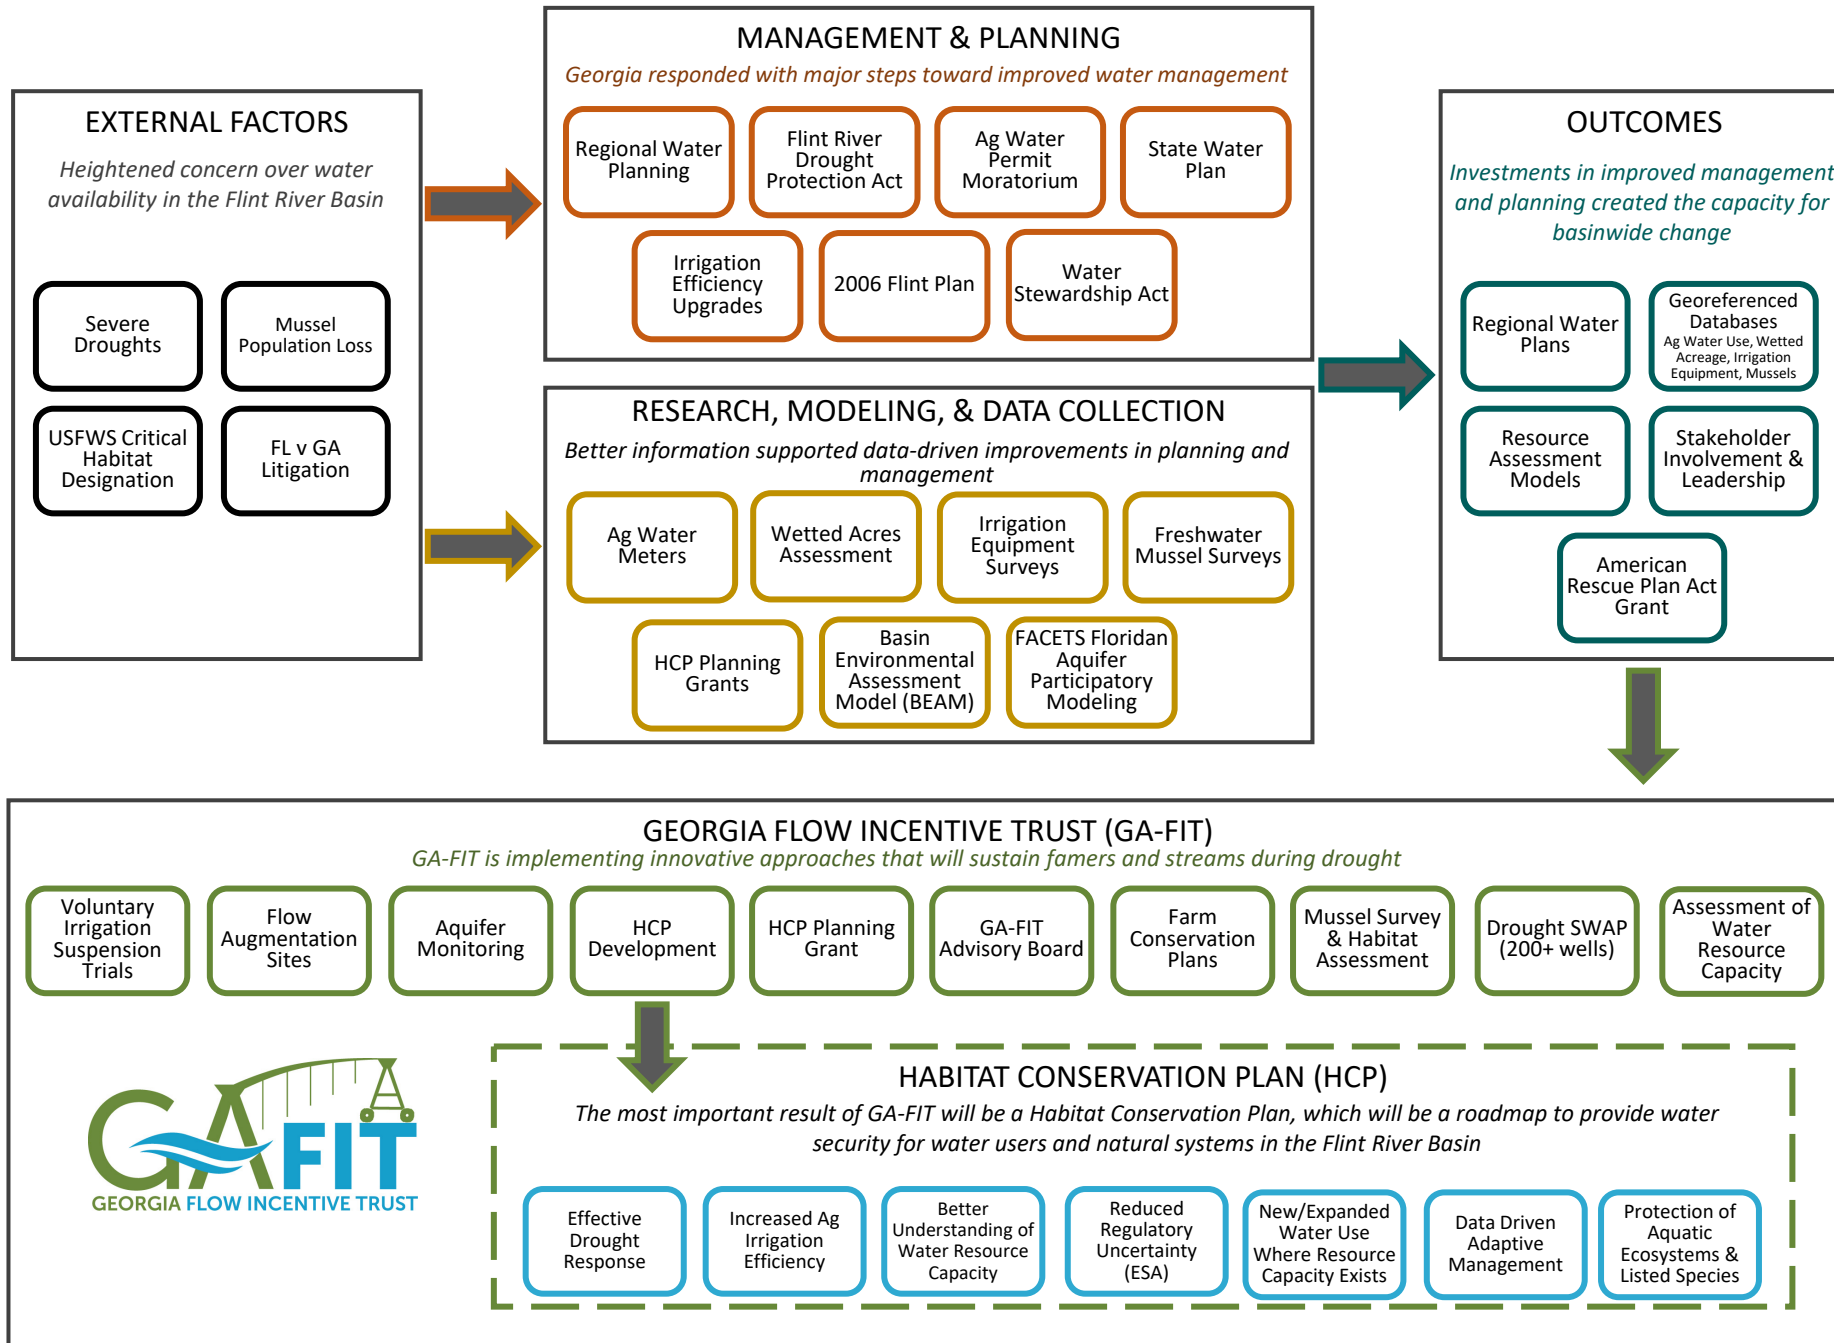 EXTERNAL FACTORS
Heightened concern over water
availability in the Flint River Basin
Severe
Droughts
Mussel
Population Loss
USFWS Critical
Habitat
Designation
FL v GA
Litigation
MANAGEMENT & PLANNING
Georgia responded with major steps toward improved water management
Regional Water
Planning
Flint River
Drought
Protection Act
Ag Water
Permit
Moratorium
State Water
Plan
Irrigation
Efficiency
Upgrades
2006 Flint Plan
Water
Stewardship Act
RESEARCH, MODELING, & DATA COLLECTION
Better information supported data-driven improvements in planning and
management
Ag Water
Meters
Wetted Acres
Assessment
Irrigation
Equipment
Surveys
Freshwater
Mussel Surveys
HCP Planning
Grants
Basin
Environmental
Assessment
Model (BEAM)
FACETS Floridan
Aquifer
Participatory
Modeling
OUTCOMES
Investments in improved management
and planning created the capacity for
basinwide change
Regional Water
Plans
Georeferenced
Databases
Ag Water Use, Wetted
Acreage, Irrigation
Equipment, Mussels
Resource
Assessment
Models
Stakeholder
Involvement &
Leadership
American
Rescue Plan Act
Grant
GEORGIA FLOW INCENTIVE TRUST (GA-FIT)
GA-FIT is implementing innovative approaches that will sustain famers and streams during drought
Voluntary
Irrigation
Suspension
Trials
Flow
Augmentation
Sites
Aquifer
Monitoring
HCP
Development
HCP Planning
Grant
GA-FIT
Advisory Board
Farm
Conservation
Plans
Mussel Survey
& Habitat
Assessment
Drought SWAP
(200+ wells)
Assessment of
Water
Resource
Capacity
GA FIT
GEORGIA FLOW INCENTIVE TRUST
HABITAT CONSERVATION PLAN (HCP)
The most important result of GA-FIT will be a Habitat Conservation Plan, which will be a roadmap to provide water
security for water users and natural systems in the Flint River Basin
Effective
Drought
Response
Increased Ag
Irrigation
Efficiency
Better
Understanding of
Water Resource
Capacity
Reduced
Regulatory
Uncertainty
(ESA)
New/Expanded
Water Use
Where Resource
Capacity Exists
Data Driven
Adaptive
Management
Protection of
Aquatic
Ecosystems &
Listed Species